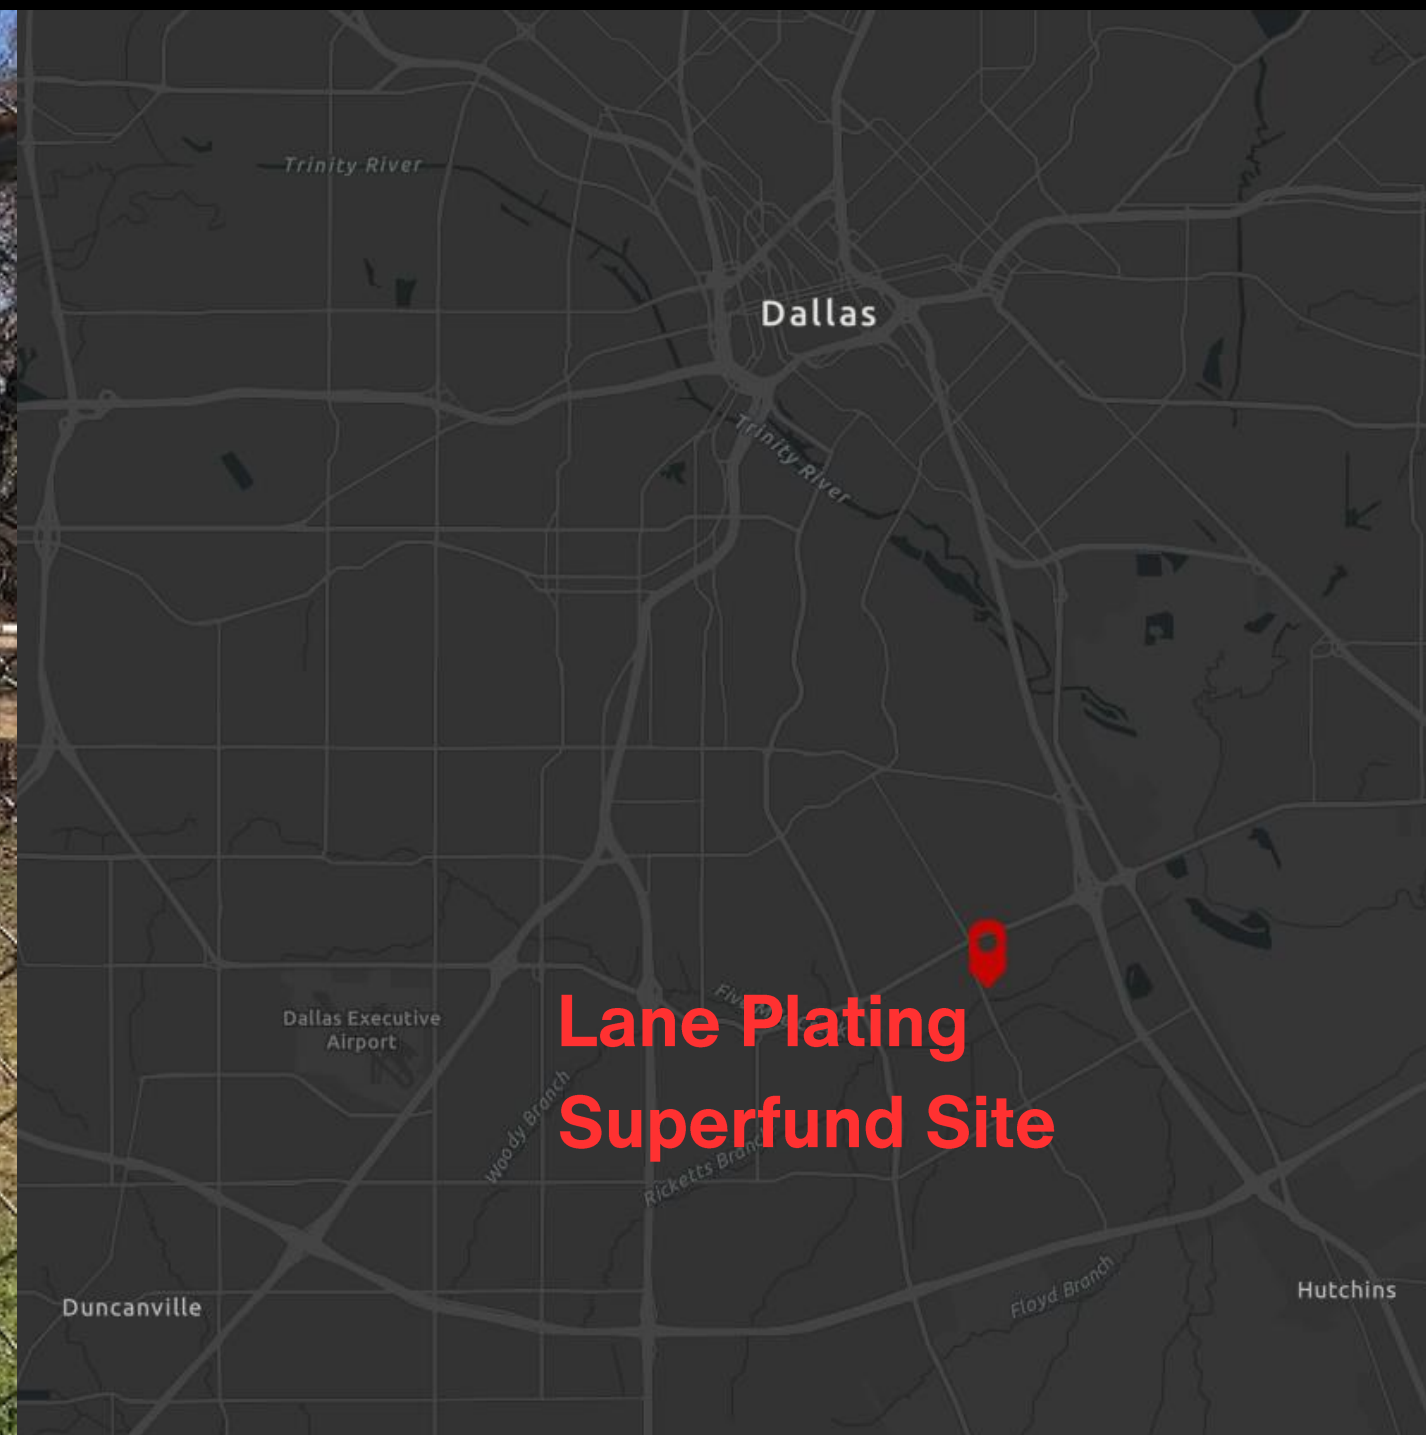 Trinity River
Dallas
Trinity River
Dallas Executive
Airport
Lane Plating
Superfund Site
Woody Branch
Ricketts Branch
Floyd Branch
Duncanville
Hutchins